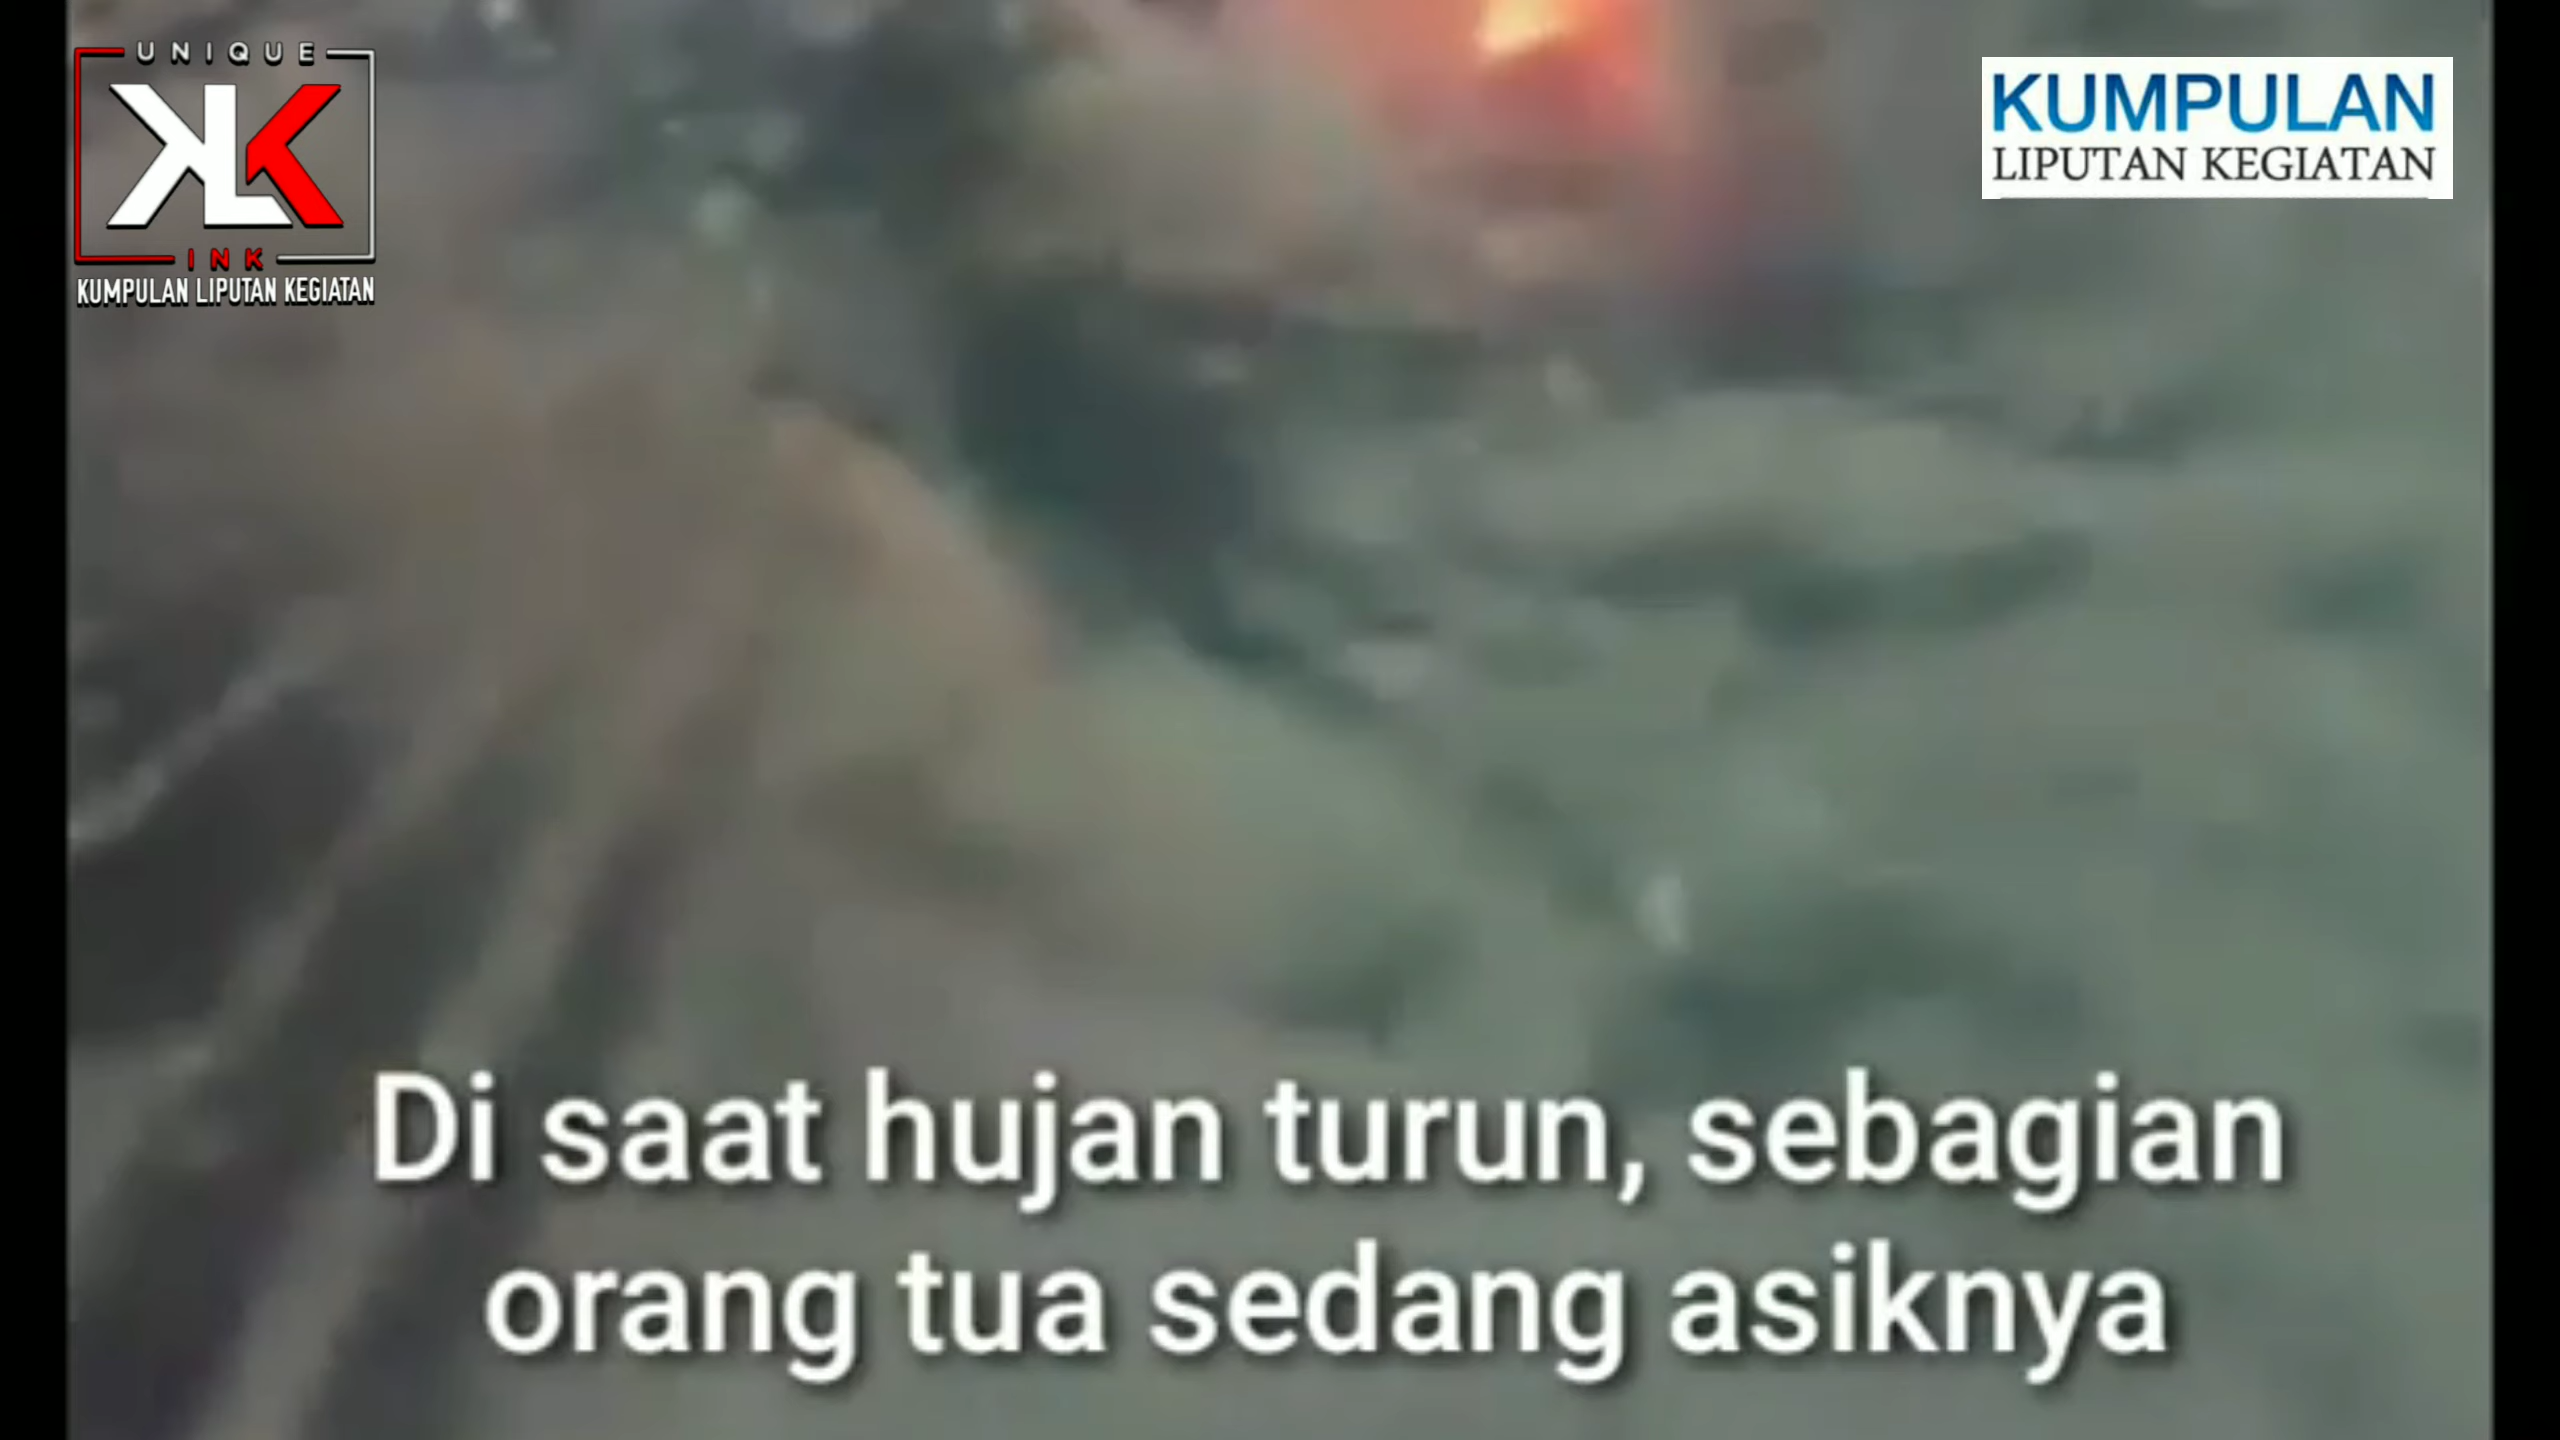 UNIQUE
KLK
INK
KUMPULAN LIPUTAN KEGIATAN
KUMPULAN
LIPUTAN KEGIATAN
Di saat hujan turun, sebagian
orang tua sedang asiknya